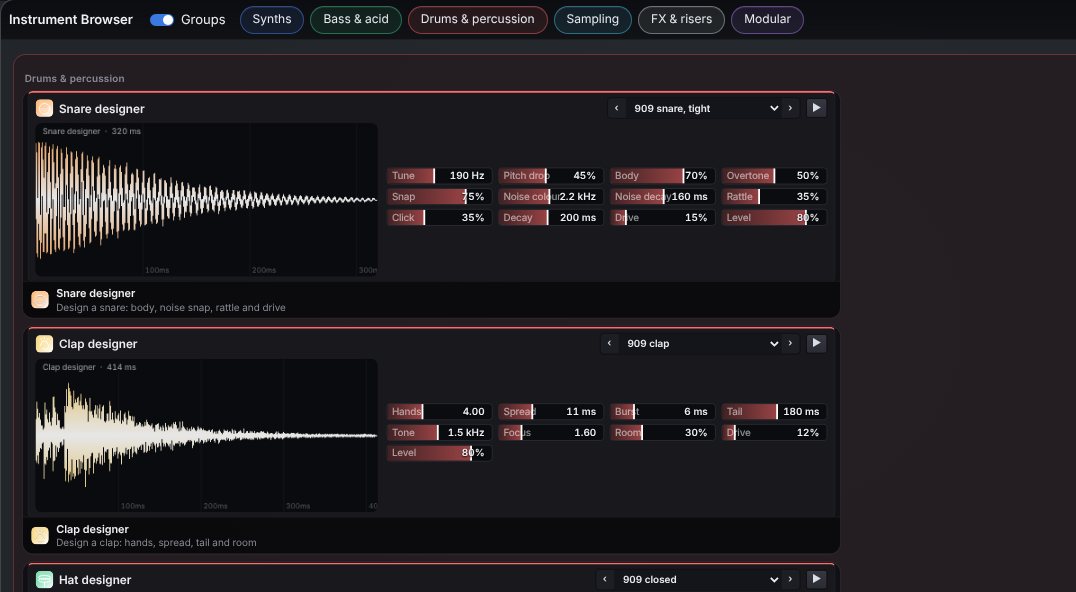 Instrument Browser Groups Synths Bass & acid Drums & percussion Sampling FX & risers Modular
Drums & percussion
Snare designer ‹ 909 snare, tight ›
Snare designer · 320 ms
Tune 190 Hz Pitch drop 45% Body 70% Overtone 50%
Snap 75% Noise colour 2.2 kHz Noise decay 160 ms Rattle 35%
Click 35% Decay 200 ms Drive 15% Level 80%
100ms 200ms 300m
Snare designer
Design a snare: body, noise snap, rattle and drive
Clap designer ‹ 909 clap ›
Clap designer · 414 ms
Hands 4.00 Spread 11 ms Burst 6 ms Tail 180 ms
Tone 1.5 kHz Focus 1.60 Room 30% Drive 12%
Level 80%
100ms 200ms 300ms 40
Clap designer
Design a clap: hands, spread, tail and room
Hat designer ‹ 909 closed ›